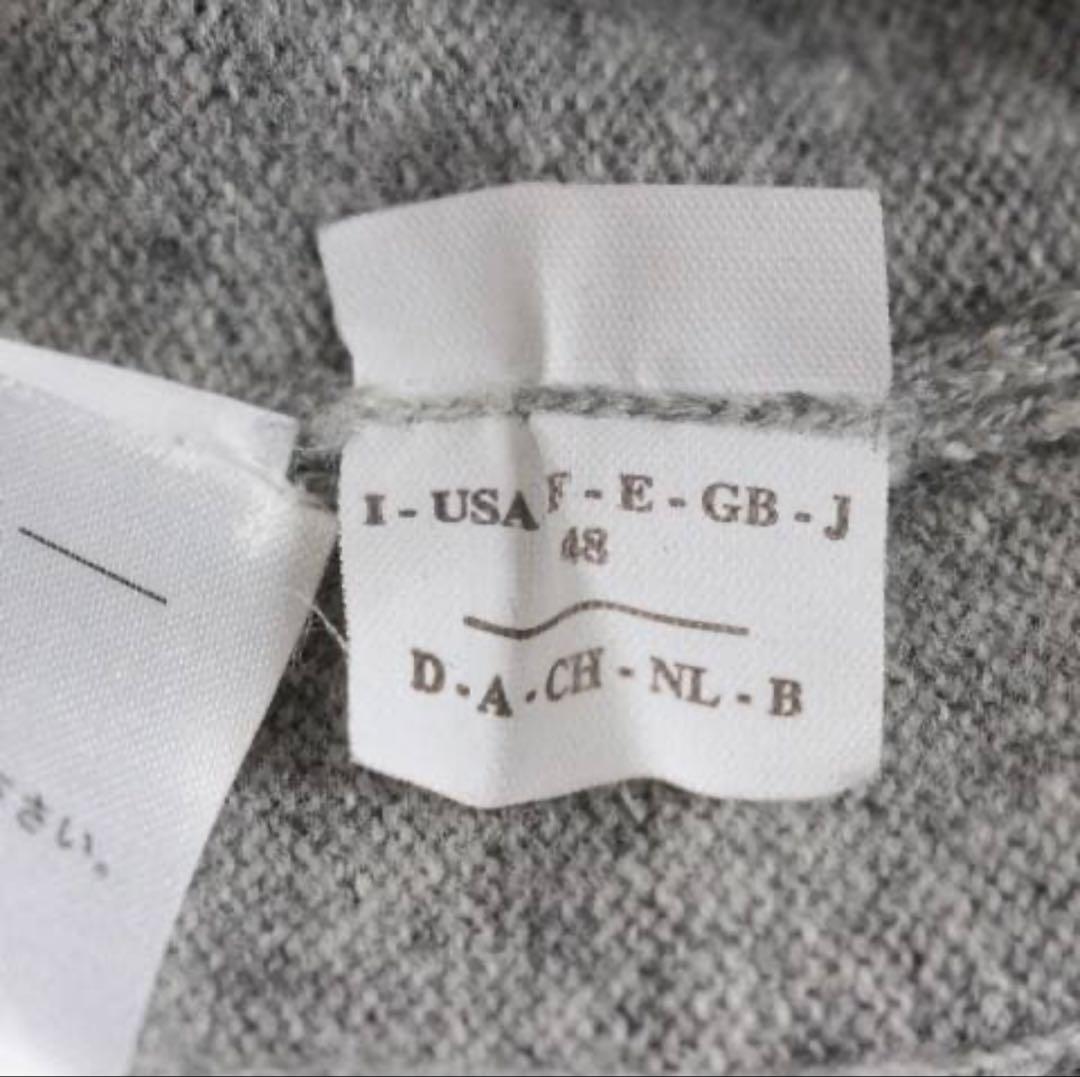 I - USA F - E - GB - J
48
D - A - CH - NL - B
さい。